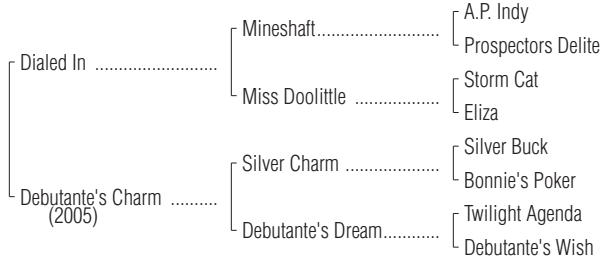 A.P. Indy
Mineshaft..........................
Prospectors Delite
Dialed In ..........................
Storm Cat
Miss Doolittle ..................
Eliza
Silver Buck
Silver Charm ....................
Bonnie's Poker
Debutante's Charm ..........
(2005)
Twilight Agenda
Debutante's Dream............
Debutante's Wish